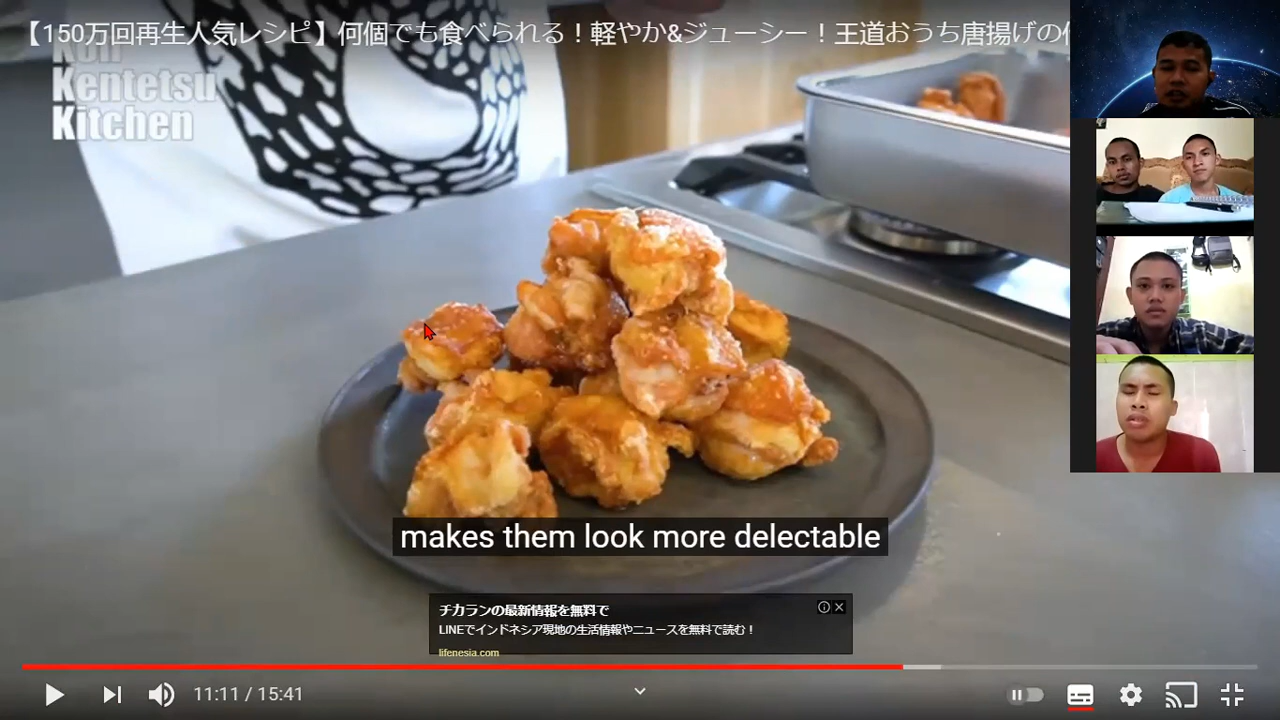 【150万回再生人気レシピ】何個でも食べられる！軽やか&ジューシー！王道おうち唐揚げの
Kentetsu
Kitchen
makes them look more delectable
チカランの最新情報を無料で
LINEでインドネシア現地の生活情報やニュースを無料で読む！
lifenesia.com
11:11 / 15:41